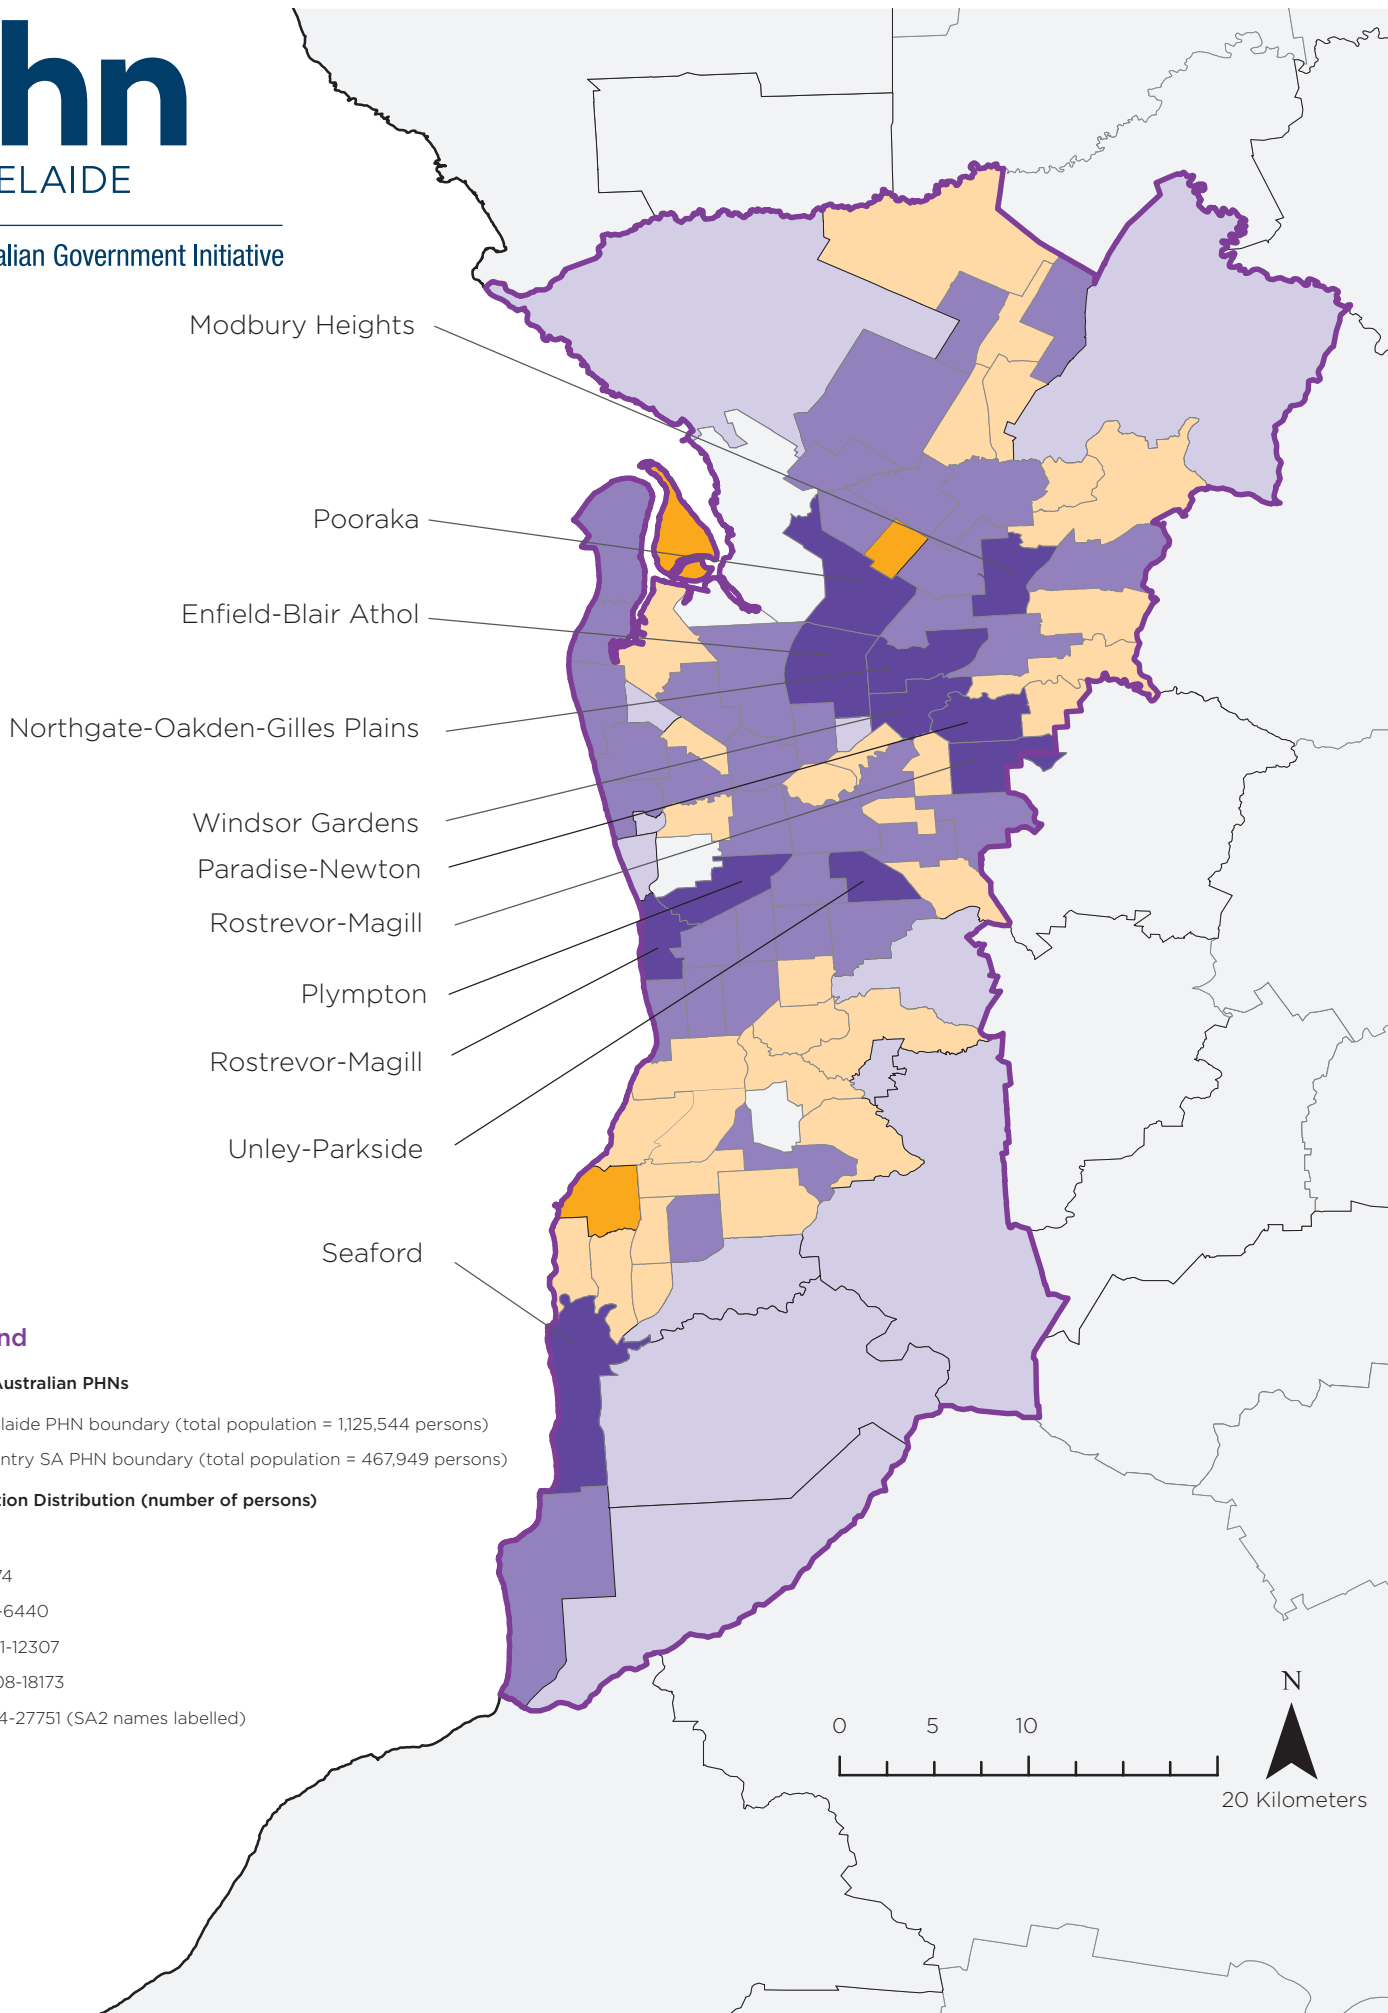 hn
ELAIDE
alian Government Initiative
Modbury Heights
Pooraka
Enfield-Blair Athol
Northgate-Oakden-Gilles Plains
Windsor Gardens
Paradise-Newton
Rostrevor-Magill
Plympton
Rostrevor-Magill
Unley-Parkside
Seaford
nd
Australian PHNs
laide PHN boundary (total population = 1,125,544 persons)
ntry SA PHN boundary (total population = 467,949 persons)
tion Distribution (number of persons)
74
-6440
1-12307
08-18173
4-27751 (SA2 names labelled)
N
0 5 10
20 Kilometers